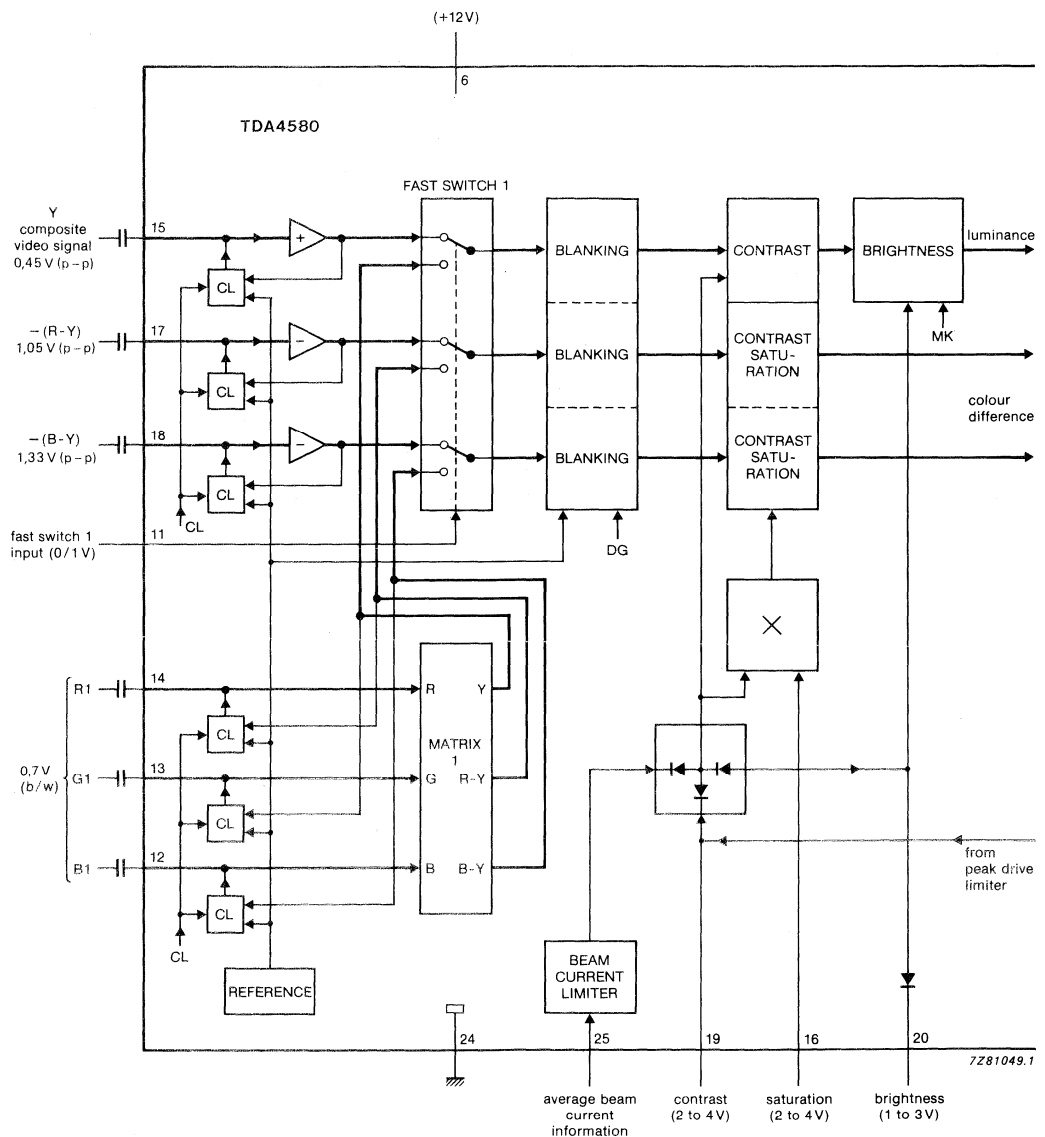 (+12V)
6
TDA4580
FAST SWITCH 1
Y
composite
video signal
0,45 V (p-p)
15
+
CL
BLANKING
CONTRAST
BRIGHTNESS
luminance
MK
-(R-Y)
1,05 V (p-p)
17
-
CL
BLANKING
CONTRAST
SATU-
RATION
colour
difference
-(B-Y)
1,33 V (p-p)
18
-
CL
BLANKING
CONTRAST
SATU-
RATION
CL
fast switch 1
input (0/1 V)
11
DG
×
R1
14
R
Y
CL
MATRIX
1
0,7 V
(b/w)
G1
13
G
R-Y
CL
B1
12
B
B-Y
CL
CL
from
peak drive
limiter
REFERENCE
BEAM
CURRENT
LIMITER
24
25
19
16
20
7Z81049.1
average beam
current
information
contrast
(2 to 4 V)
saturation
(2 to 4 V)
brightness
(1 to 3 V)